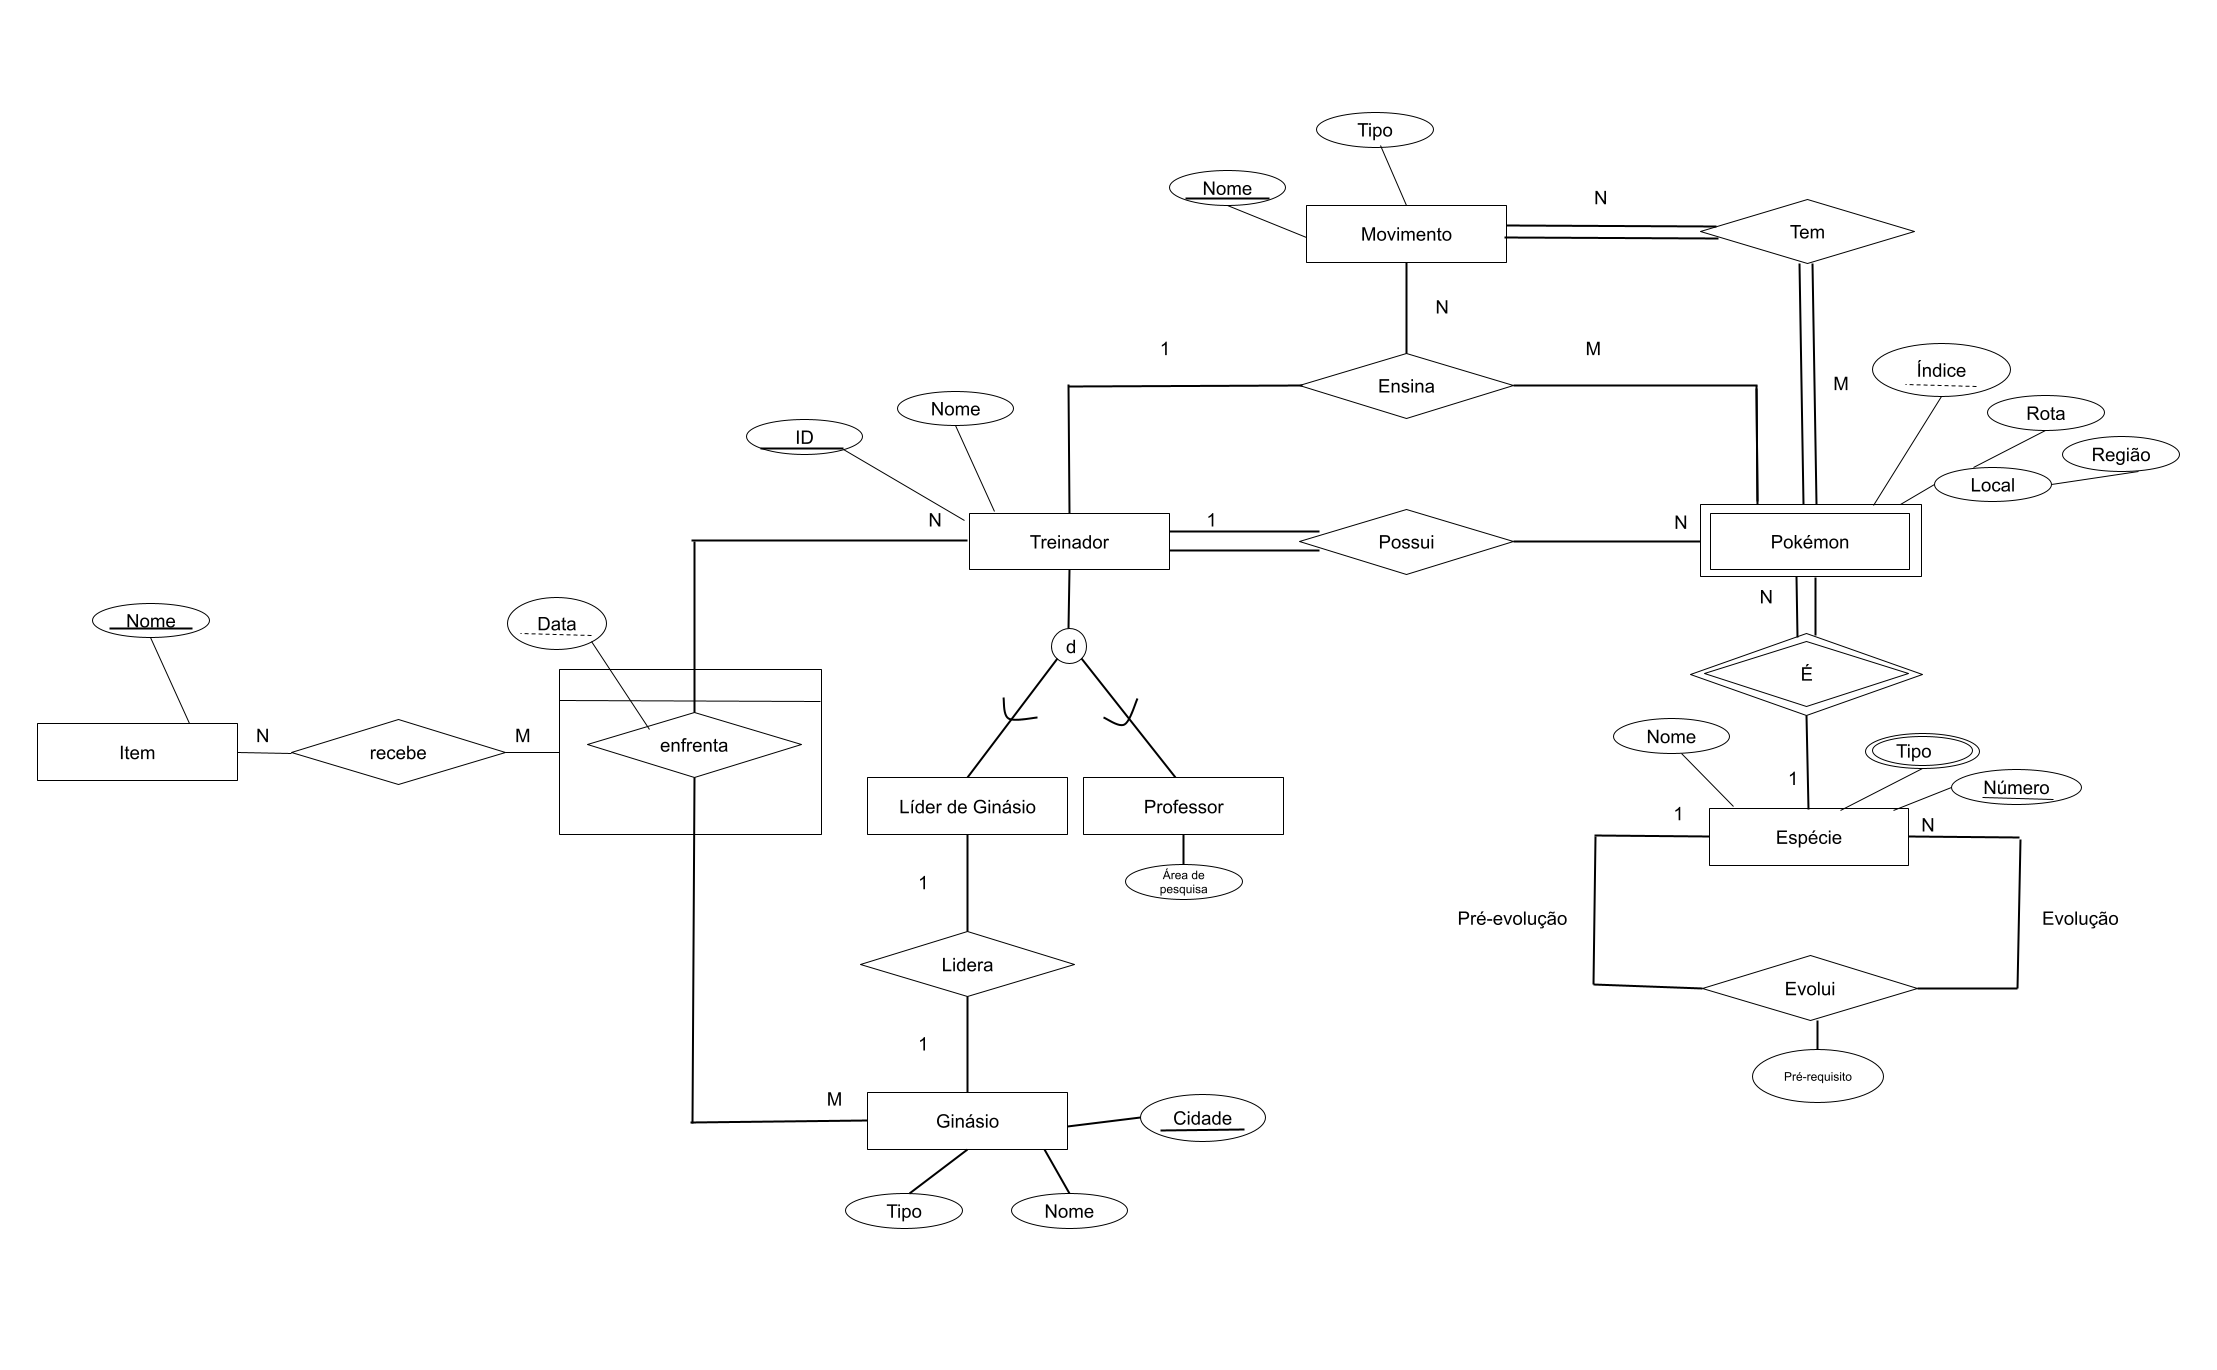 Tipo
Nome
N
Movimento
Tem
N
1
M
Ensina
M
Índice
Nome
Rota
ID
Região
Local
N
1
N
Treinador
Possui
Pokémon
N
Nome
Data
d
É
Nome
N
M
enfrenta
Tipo
Item
recebe
1
Número
Líder de Ginásio
Professor
1
N
Espécie
1
Área de
pesquisa
Pré-evolução
Evolução
Lidera
Evolui
1
Pré-requisito
M
Ginásio
Cidade
Tipo
Nome